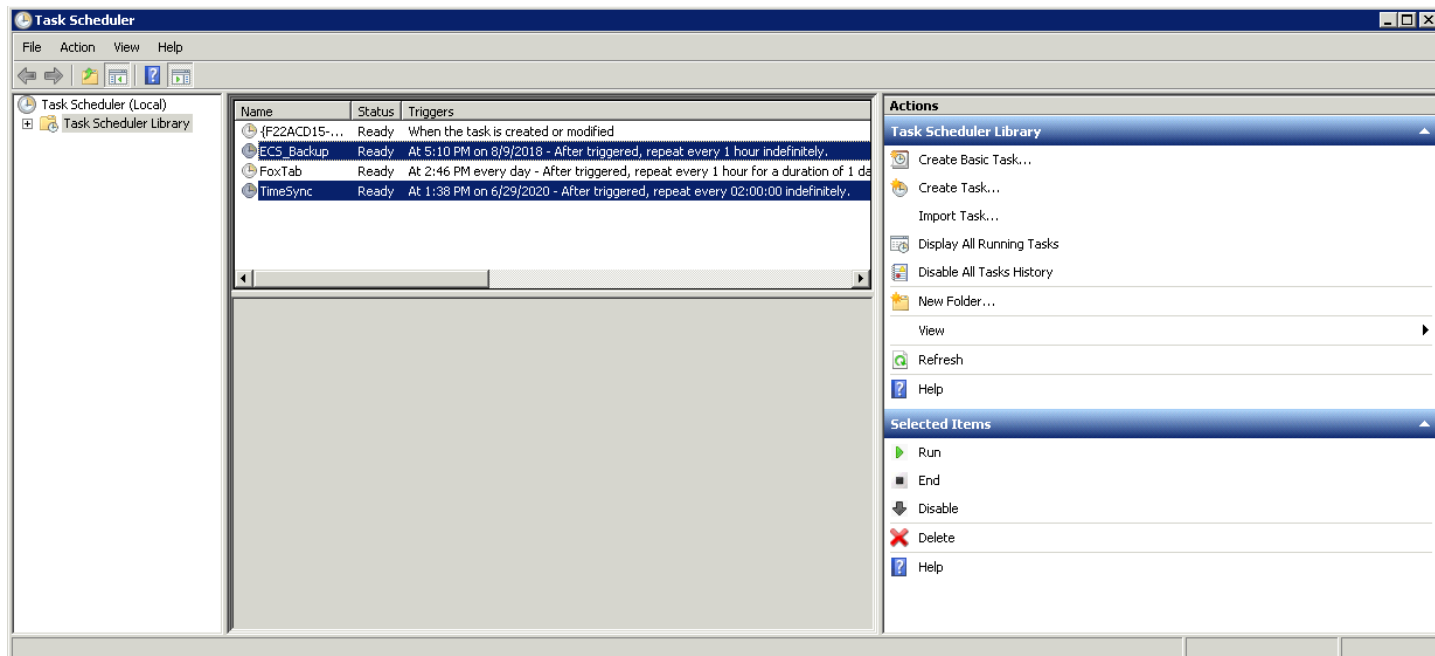 Task Scheduler
File Action View Help
Task Scheduler (Local)
Task Scheduler Library
Name Status Triggers
{F22ACD15-... Ready When the task is created or modified
ECS_Backup Ready At 5:10 PM on 8/9/2018 - After triggered, repeat every 1 hour indefinitely.
FoxTab Ready At 2:46 PM every day - After triggered, repeat every 1 hour for a duration of 1 da
TimeSync Ready At 1:38 PM on 6/29/2020 - After triggered, repeat every 02:00:00 indefinitely.
Actions
Task Scheduler Library
Create Basic Task...
Create Task...
Import Task...
Display All Running Tasks
Disable All Tasks History
New Folder...
View
Refresh
Help
Selected Items
Run
End
Disable
Delete
Help